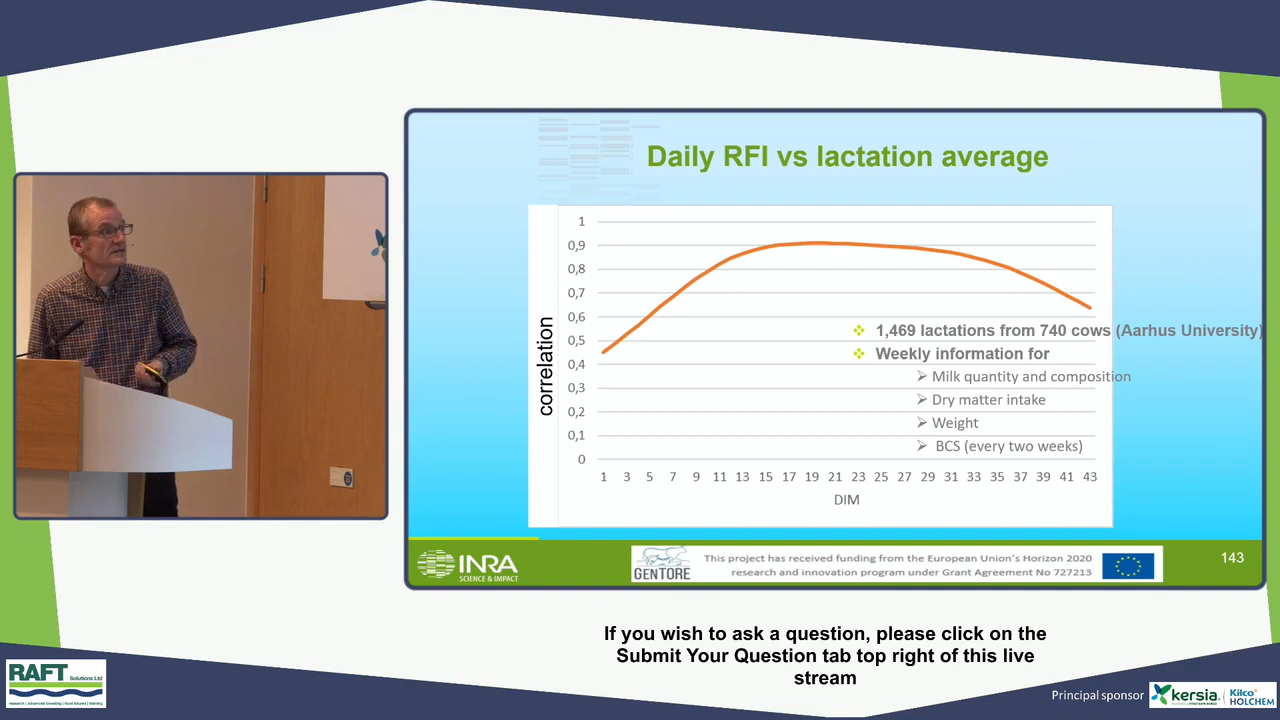 Daily RFI vs lactation average
correlation
1
0,9
0,8
0,7
0,6
0,5
0,4
0,3
0,2
0,1
0
1 3 5 7 9 11 13 15 17 19 21 23 25 27 29 31 33 35 37 39 41 43
DIM
1,469 lactations from 740 cows (Aarhus University)
Weekly information for
Milk quantity and composition
Dry matter intake
Weight
BCS (every two weeks)
INRA
SCIENCE & IMPACT
GENTORE
This project has received funding from the European Union's Horizon 2020
research and innovation program under Grant Agreement No 727213
143
If you wish to ask a question, please click on the
Submit Your Question tab top right of this live
stream
RAFT
Solutions Ltd
research | advanced breeding | food futures | training
Principal sponsor
kersia
Kilco
HOLCHEM